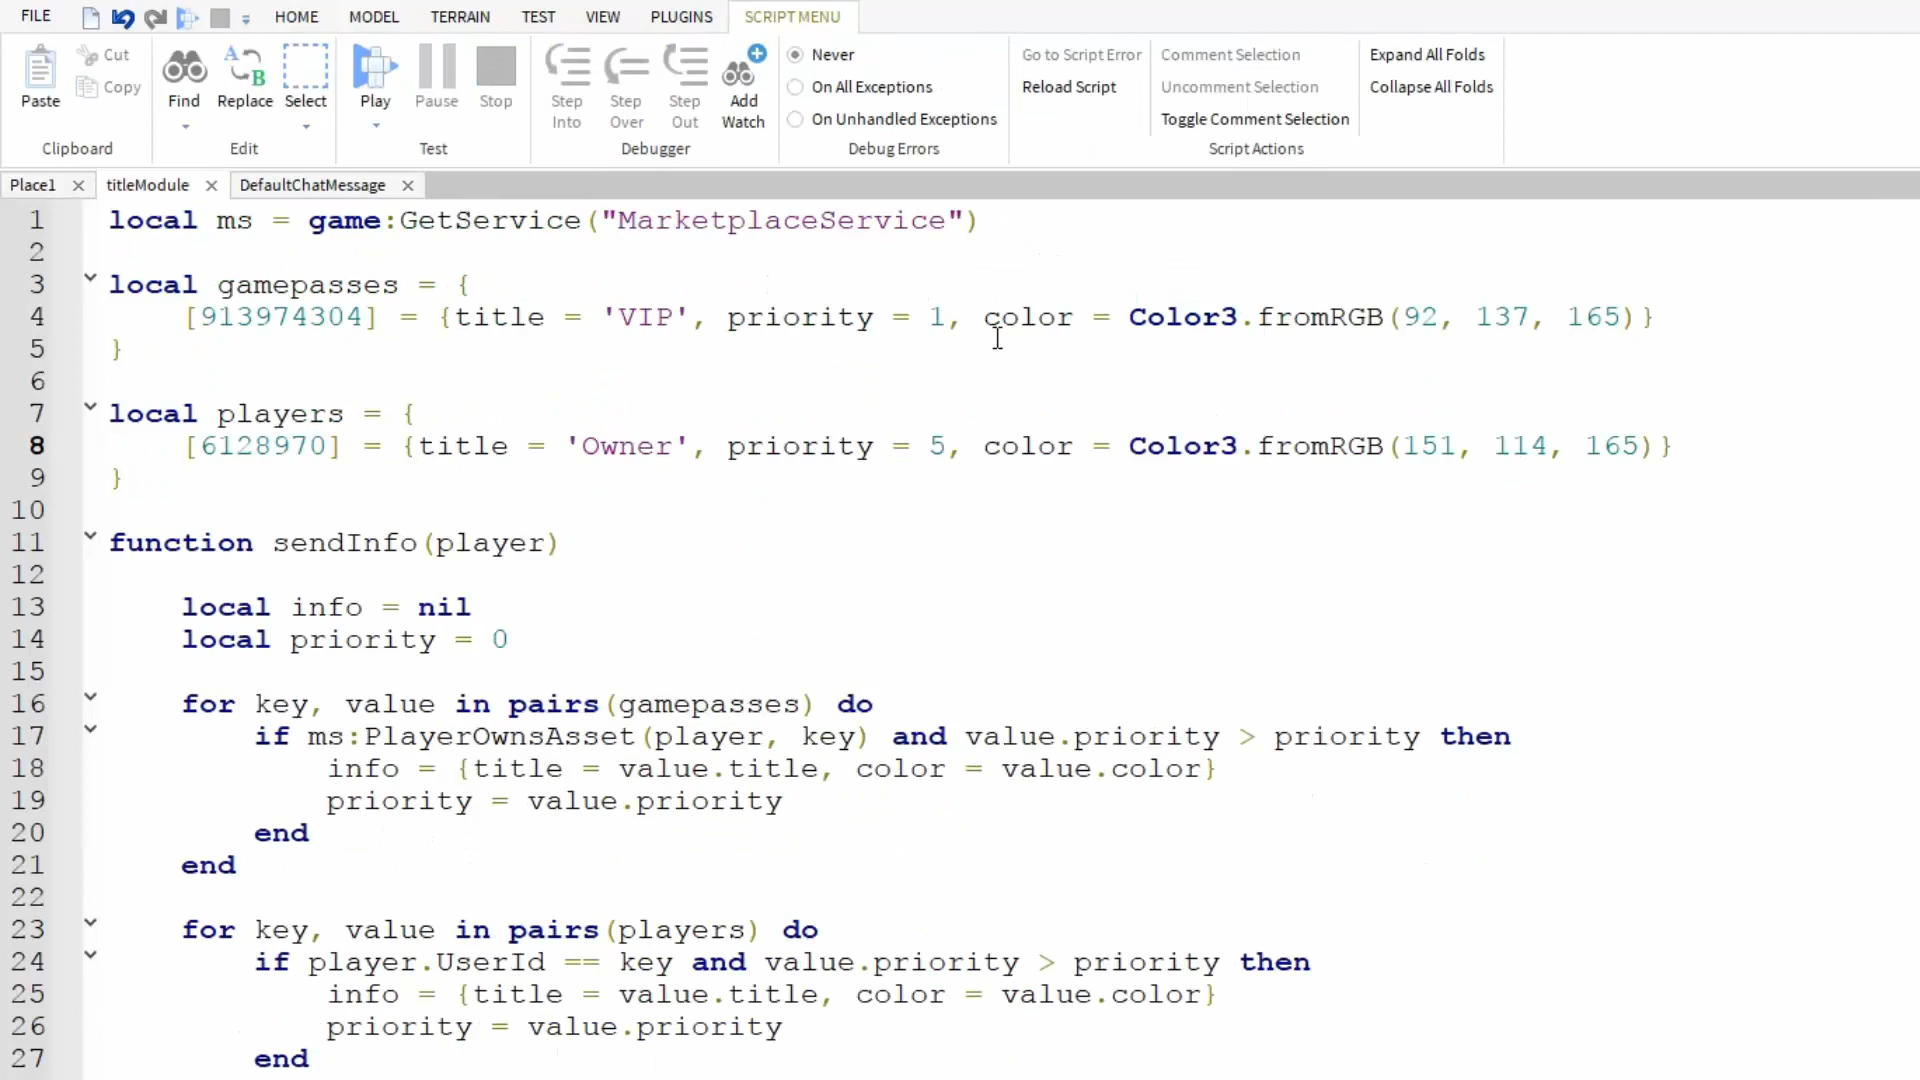 FILE HOME MODEL TERRAIN TEST VIEW PLUGINS SCRIPT MENU
Paste Cut Copy Find Replace Select Play Pause Stop Step Into Step Over Step Out Add Watch
Never
On All Exceptions
On Unhandled Exceptions
Go to Script Error
Reload Script
Comment Selection
Uncomment Selection
Toggle Comment Selection
Expand All Folds
Collapse All Folds
Clipboard Edit Test Debugger Debug Errors Script Actions
Place1 titleModule DefaultChatMessage
1 local ms = game:GetService("MarketplaceService")
2
3 local gamepasses = {
4 [913974304] = {title = 'VIP', priority = 1, color = Color3.fromRGB(92, 137, 165)}
5 }
6
7 local players = {
8 [6128970] = {title = 'Owner', priority = 5, color = Color3.fromRGB(151, 114, 165)}
9 }
10
11 function sendInfo(player)
12
13 local info = nil
14 local priority = 0
15
16 for key, value in pairs(gamepasses) do
17 if ms:PlayerOwnsAsset(player, key) and value.priority > priority then
18 info = {title = value.title, color = value.color}
19 priority = value.priority
20 end
21 end
22
23 for key, value in pairs(players) do
24 if player.UserId == key and value.priority > priority then
25 info = {title = value.title, color = value.color}
26 priority = value.priority
27 end